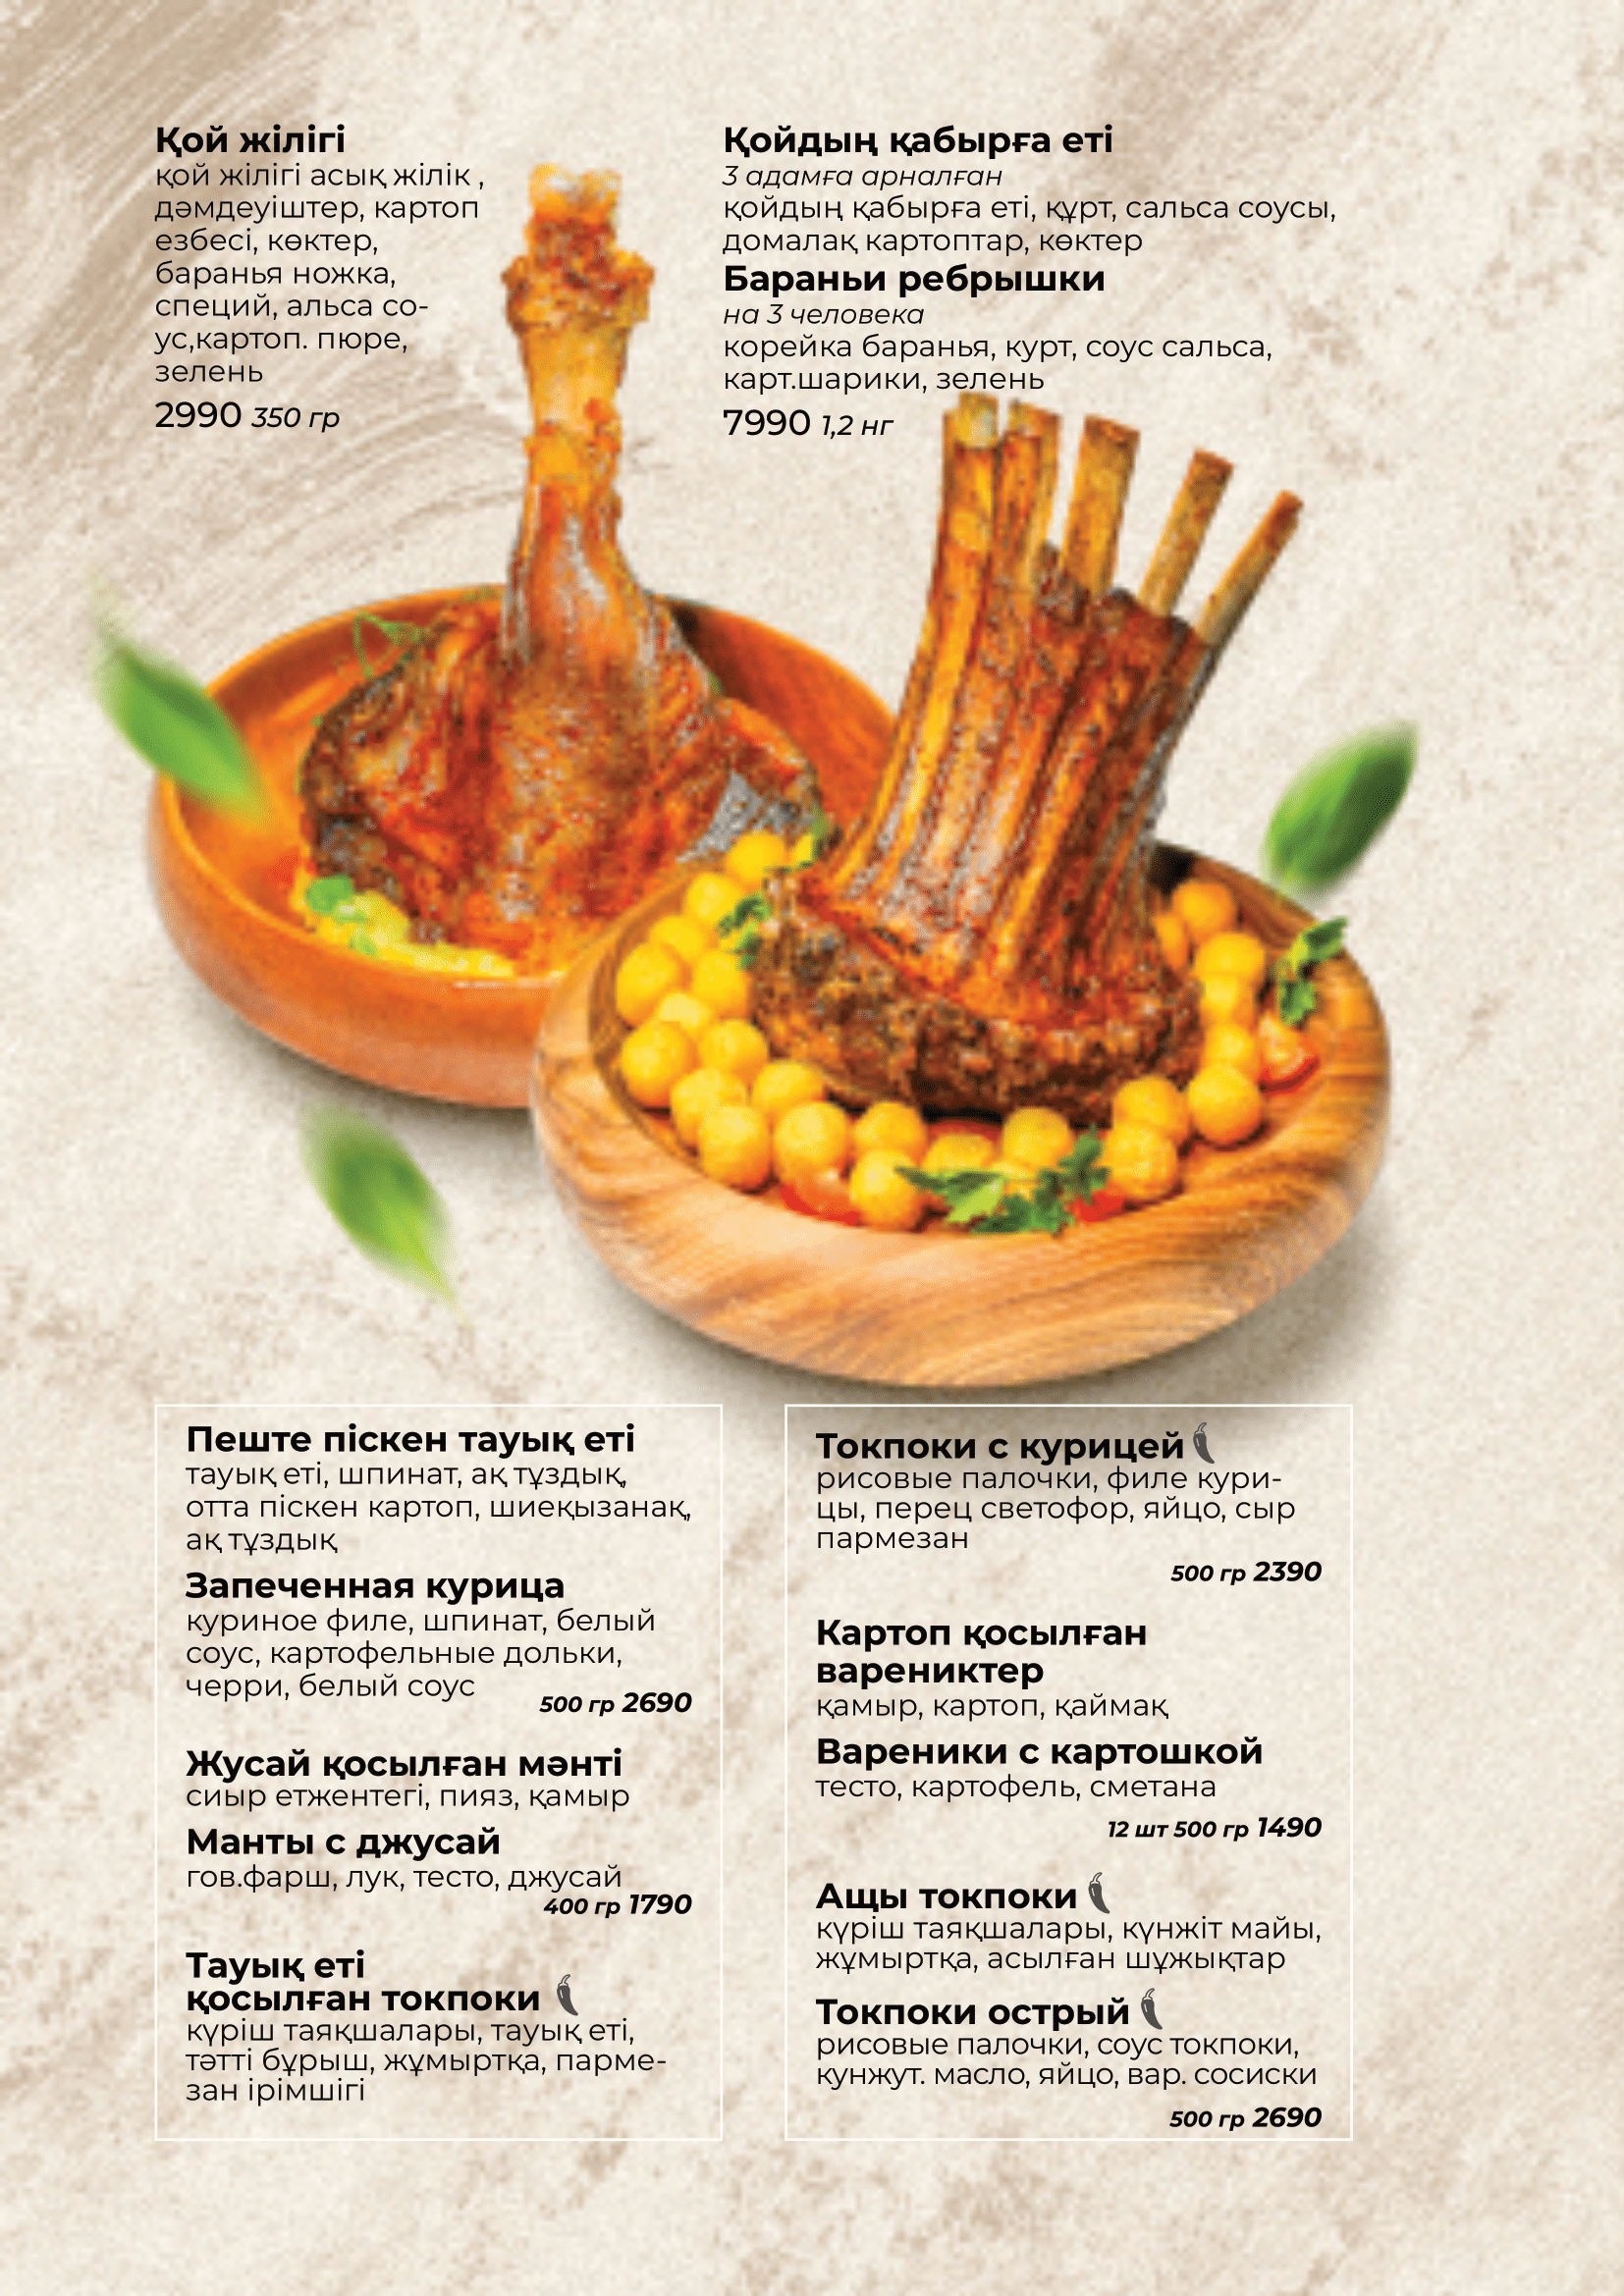 Қой жілігі
қой жілігі асық жілік ,
дәмдеуіштер, картоп
езбесі, көктер,
баранья ножка,
специй, альса со-
ус,картоп. пюре,
зелень
2990 350 гр
Қойдың қабырға еті
3 адамға арналған
қойдың қабырға еті, құрт, сальса соусы,
домалақ картоптар, көктер
Бараньи ребрышки
на 3 человека
корейка баранья, курт, соус сальса,
карт.шарики, зелень
7990 1,2 нг
Пеште піскен тауық еті
тауық еті, шпинат, ақ тұздық,
отта піскен картоп, шиеқызанақ,
ақ тұздық
Запеченная курица
куриное филе, шпинат, белый
соус, картофельные дольки,
черри, белый соус
500 гр 2690
Жусай қосылған мәнті
сиыр етжентегі, пияз, қамыр
Манты с джусай
гов.фарш, лук, тесто, джусай
400 гр 1790
Тауық еті
қосылған токпоки
күріш таяқшалары, тауық еті,
тәтті бұрыш, жұмыртқа, парме-
зан ірімшігі
Токпоки с курицей
рисовые палочки, филе кури-
цы, перец светофор, яйцо, сыр
пармезан
500 гр 2390
Картоп қосылған
варениктер
қамыр, картоп, қаймақ
Вареники с картошкой
тесто, картофель, сметана
12 шт 500 гр 1490
Ащы токпоки
күріш таяқшалары, күнжіт майы,
жұмыртқа, асылған шұжықтар
Токпоки острый
рисовые палочки, соус токпоки,
кунжут. масло, яйцо, вар. сосиски
500 гр 2690